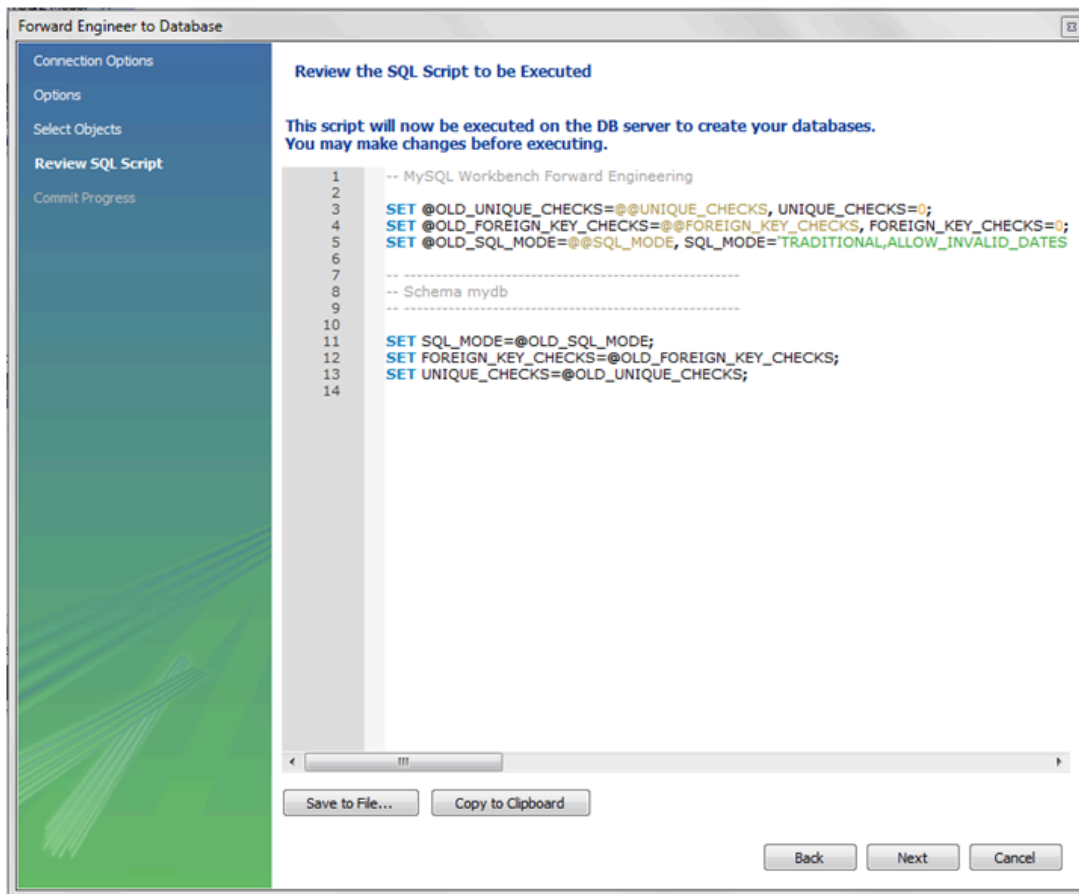 Forward Engineer to Database
Connection Options
Options
Select Objects
Review SQL Script
Commit Progress
Review the SQL Script to be Executed
This script will now be executed on the DB server to create your databases.
You may make changes before executing.
1 -- MySQL Workbench Forward Engineering
2
3 SET @OLD_UNIQUE_CHECKS=@@UNIQUE_CHECKS, UNIQUE_CHECKS=0;
4 SET @OLD_FOREIGN_KEY_CHECKS=@@FOREIGN_KEY_CHECKS, FOREIGN_KEY_CHECKS=0;
5 SET @OLD_SQL_MODE=@@SQL_MODE, SQL_MODE='TRADITIONAL,ALLOW_INVALID_DATES
6
7 -- -----------------------------------------------------
8 -- Schema mydb
9 -- -----------------------------------------------------
10
11 SET SQL_MODE=@OLD_SQL_MODE;
12 SET FOREIGN_KEY_CHECKS=@OLD_FOREIGN_KEY_CHECKS;
13 SET UNIQUE_CHECKS=@OLD_UNIQUE_CHECKS;
14
Save to File... Copy to Clipboard
Back Next Cancel